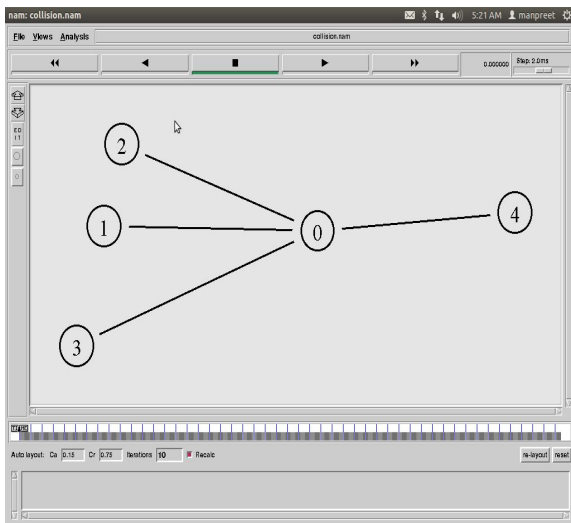 nam: collision.nam 5:21 AM manpreet
File Views Analysis collision.nam
0.000000 Step: 2.0ms
2
1
0
4
3
Auto layout: Ca 0.15 Cr 0.75 Iterations 10 Recalc re-layout reset